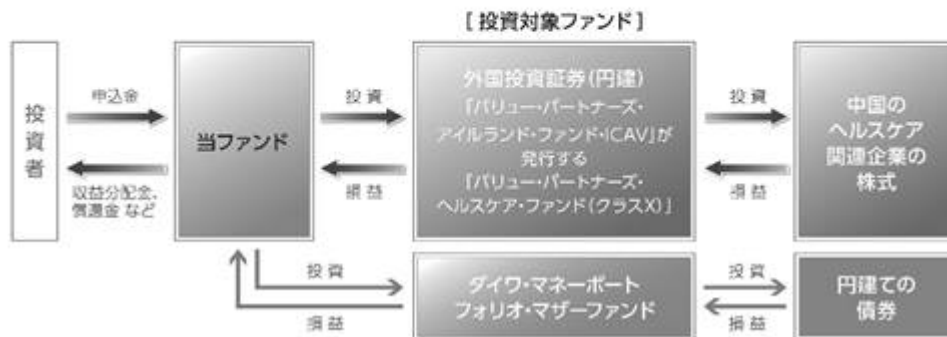 [投資対象ファンド]
投資者
申込金
収益分配金、
償還金 など
当ファンド
投資
損益
外国投資証券(円建)
「バリュー・パートナーズ・
アイルランド・ファンド・ICAV」が
発行する
「バリュー・パートナーズ・
ヘルスケア・ファンド(クラスX)」
投資
損益
中国の
ヘルスケア
関連企業の
株式
投資
損益
ダイワ・マネーポート
フォリオ・マザーファンド
投資
損益
円建ての
債券